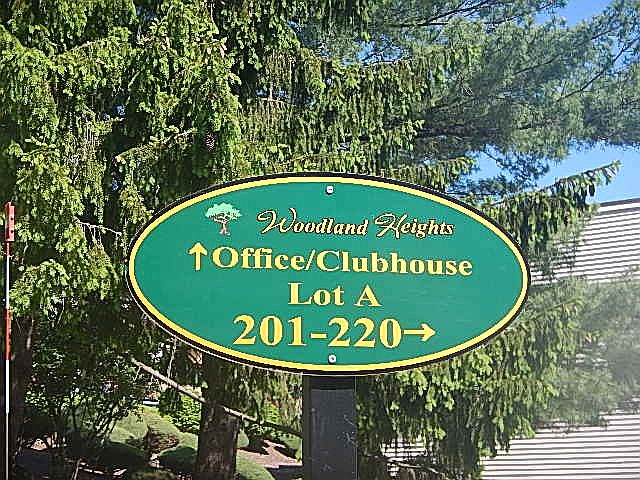 Woodland Heights
↑Office/Clubhouse
Lot A
201-220→